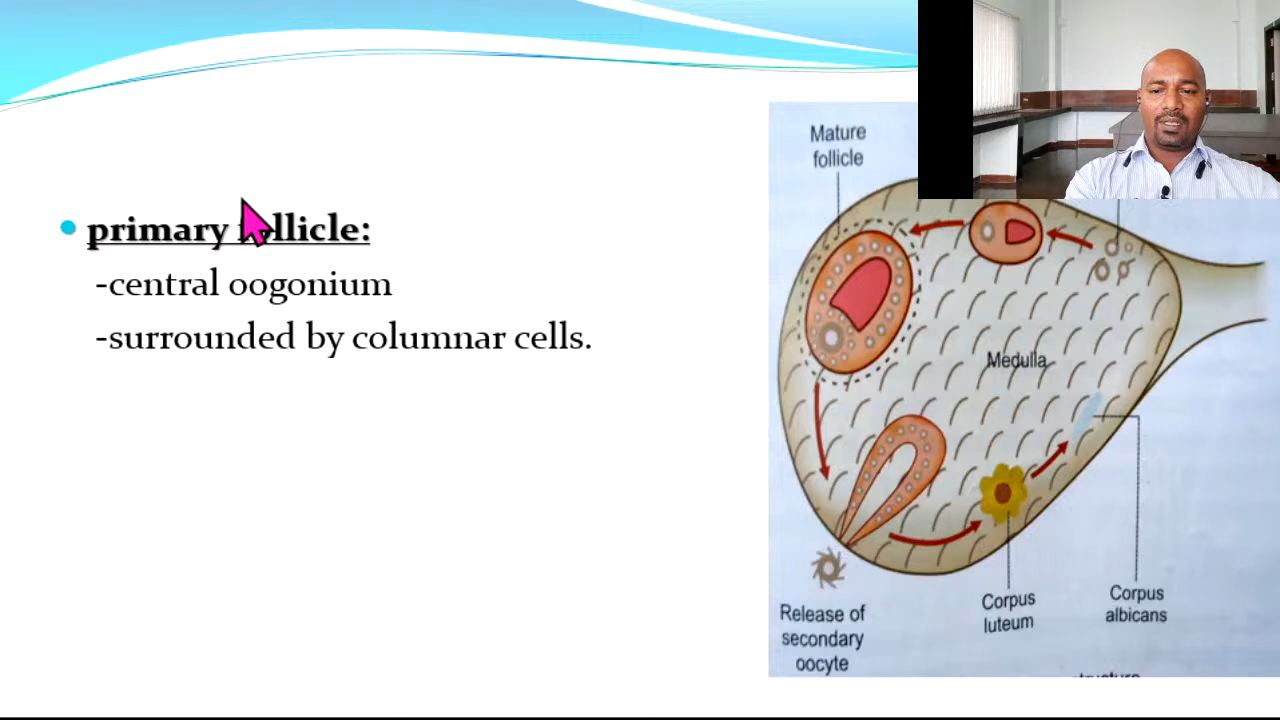 primary follicle:
-central oogonium
-surrounded by columnar cells.
Mature
follicle
Medulla
Corpus
luteum
Corpus
albicans
Release of
secondary
oocyte